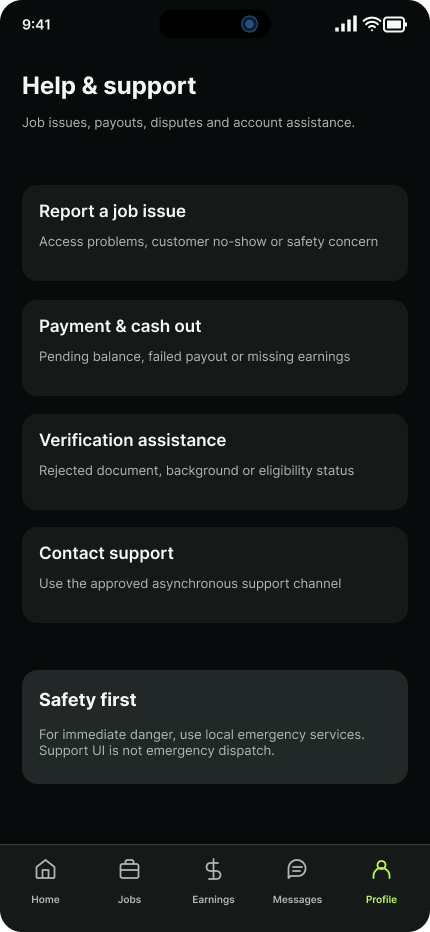 9:41
Help & support
Job issues, payouts, disputes and account assistance.
Report a job issue
Access problems, customer no-show or safety concern
Payment & cash out
Pending balance, failed payout or missing earnings
Verification assistance
Rejected document, background or eligibility status
Contact support
Use the approved asynchronous support channel
Safety first
For immediate danger, use local emergency services.
Support UI is not emergency dispatch.
Home
Jobs
Earnings
Messages
Profile